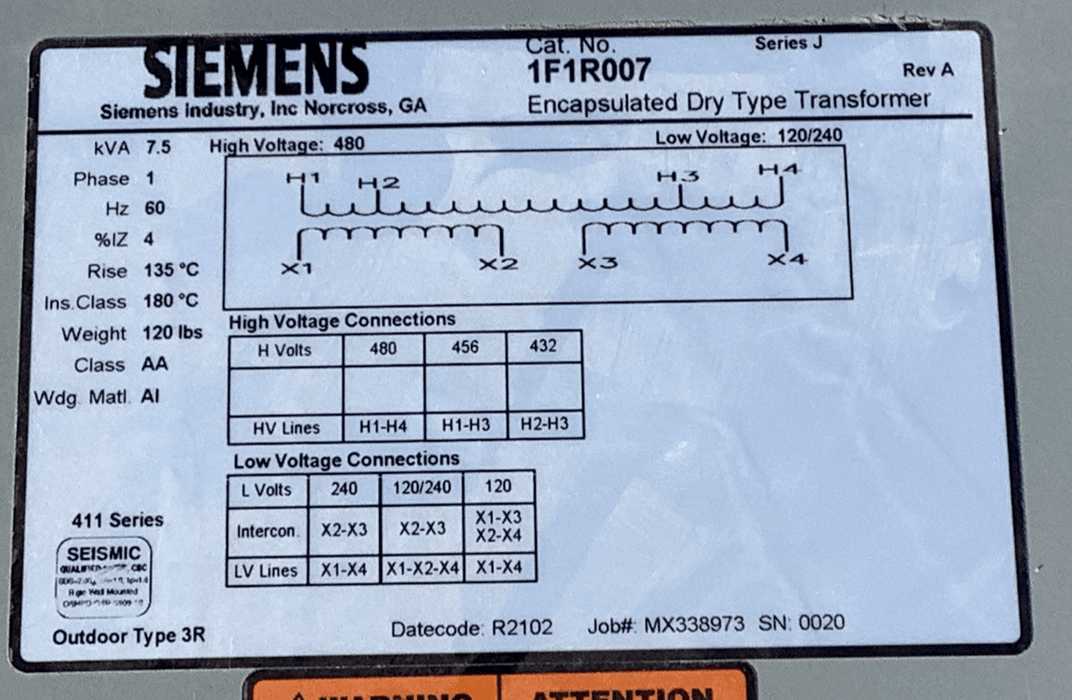 SIEMENS
Siemens Industry, Inc Norcross, GA
Cat. No.
Series J
1F1R007
Rev A
Encapsulated Dry Type Transformer
kVA 7.5
Phase 1
Hz 60
%IZ 4
Rise 135 °C
Ins.Class 180 °C
Weight 120 lbs
Class AA
Wdg. Matl. Al
High Voltage: 480
Low Voltage: 120/240
H1 H2 H3 H4
X1 X2 X3 X4
High Voltage Connections
H Volts 480 456 432
HV Lines H1-H4 H1-H3 H2-H3
Low Voltage Connections
L Volts 240 120/240 120
Intercon. X2-X3 X2-X3 X1-X3
X2-X4
LV Lines X1-X4 X1-X2-X4 X1-X4
411 Series
SEISMIC
CBC
Wall Mounted
Outdoor Type 3R
Datecode: R2102 Job#: MX338973 SN: 0020
WARNING
ATTENTION